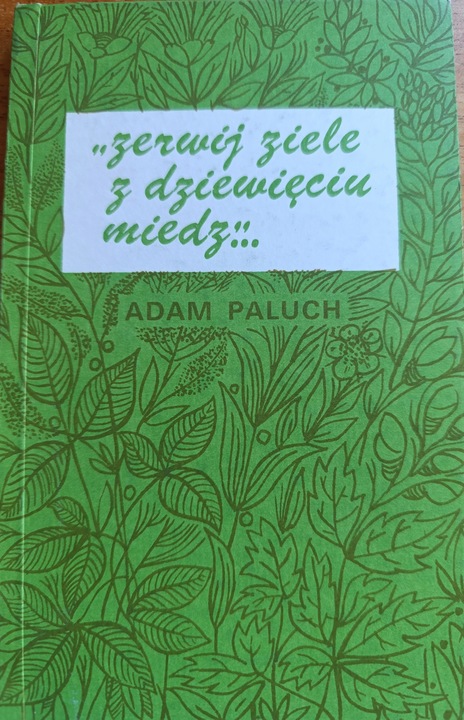 „zerwij ziele
z dziewięciu
miedz”...
ADAM PALUCH